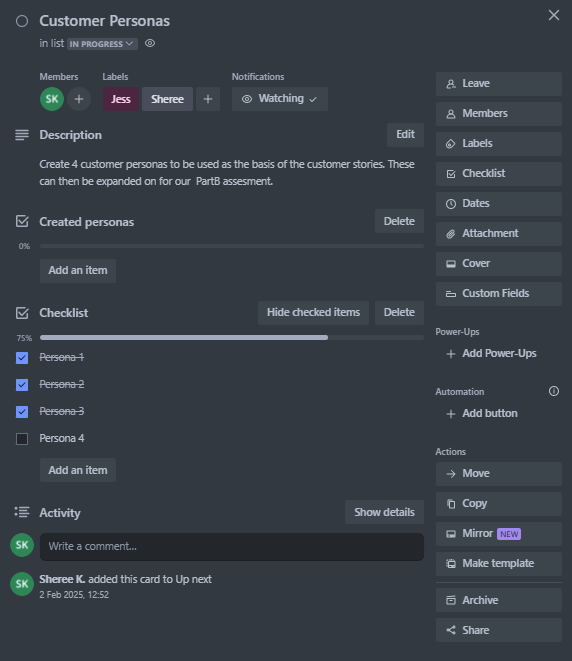 Customer Personas
in list IN PROGRESS
Members
Labels
Notifications
SK
Jess
Sheree
Watching
Description
Edit
Create 4 customer personas to be used as the basis of the customer stories. These
can then be expanded on for our PartB assesment.
Created personas
Delete
0%
Add an item
Checklist
Hide checked items
Delete
75%
Persona 1
Persona 2
Persona 3
Persona 4
Add an item
Activity
Show details
SK
Write a comment...
SK
Sheree K. added this card to Up next
2 Feb 2025, 12:52
Leave
Members
Labels
Checklist
Dates
Attachment
Cover
Custom Fields
Power-Ups
Add Power-Ups
Automation
Add button
Actions
Move
Copy
Mirror NEW
Make template
Archive
Share